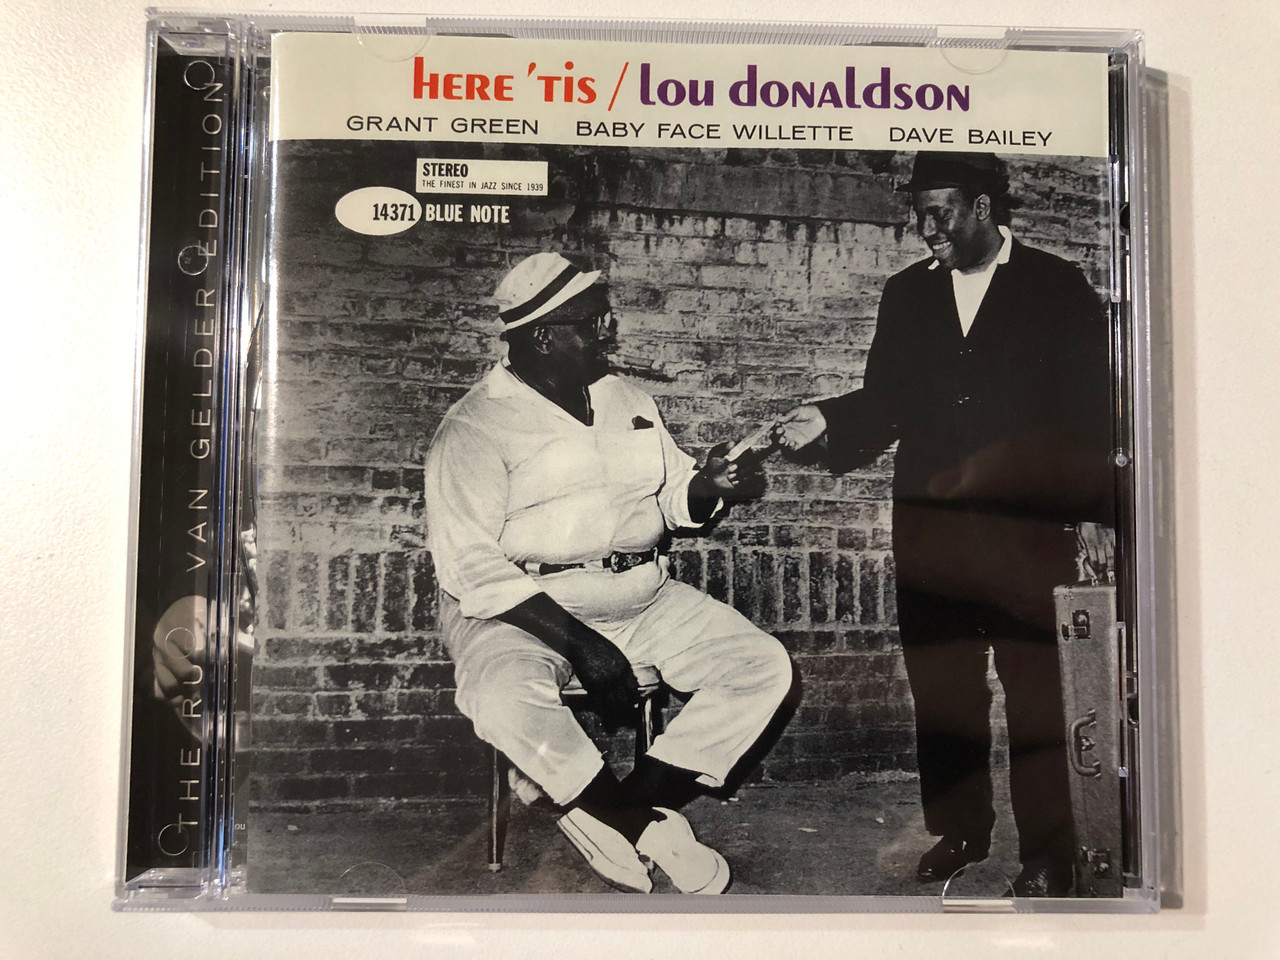 HERE 'TIS / LOU DONALDSON
GRANT GREEN BABY FACE WILLETTE DAVE BAILEY
STEREO
THE FINEST IN JAZZ SINCE 1939
14371 BLUE NOTE
THE RUDY VAN GELDER EDITION
ou